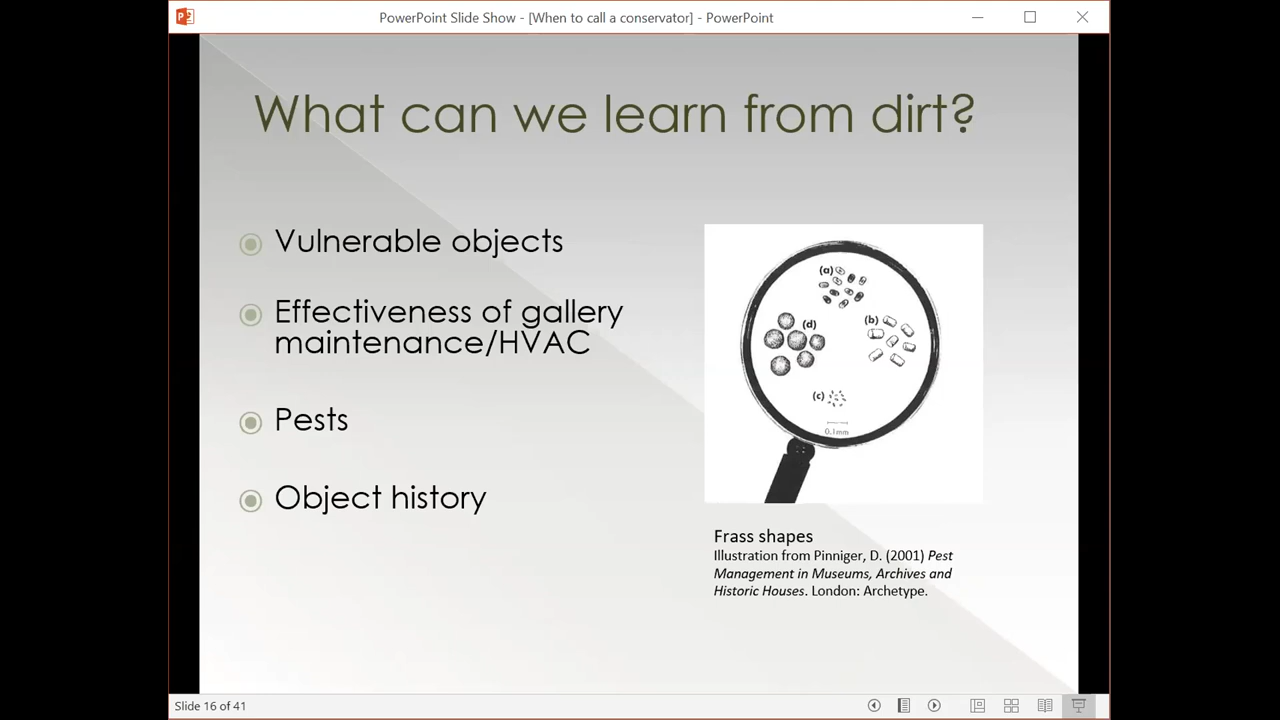 PowerPoint Slide Show - [When to call a conservator] - PowerPoint
What can we learn from dirt?
Vulnerable objects
Effectiveness of gallery
maintenance/HVAC
Pests
Object history
(a)
(d)
(b)
(c)
0.1mm
Frass shapes
Illustration from Pinniger, D. (2001) Pest
Management in Museums, Archives and
Historic Houses. London: Archetype.
Slide 16 of 41